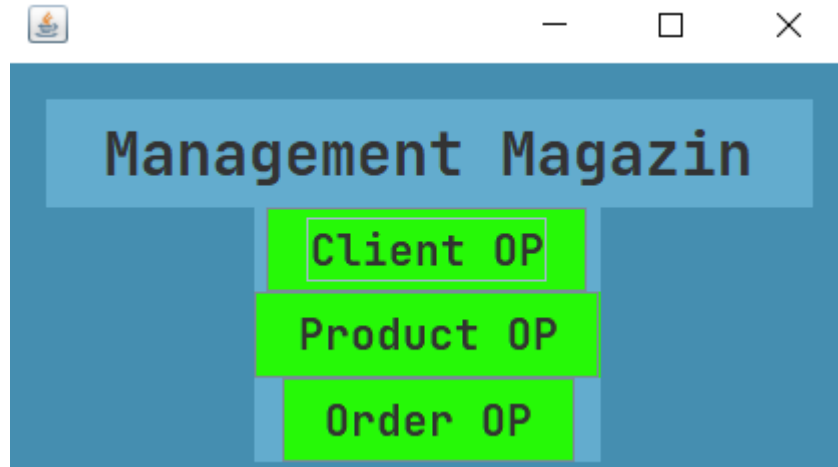 Management Magazin
Client OP
Product OP
Order OP